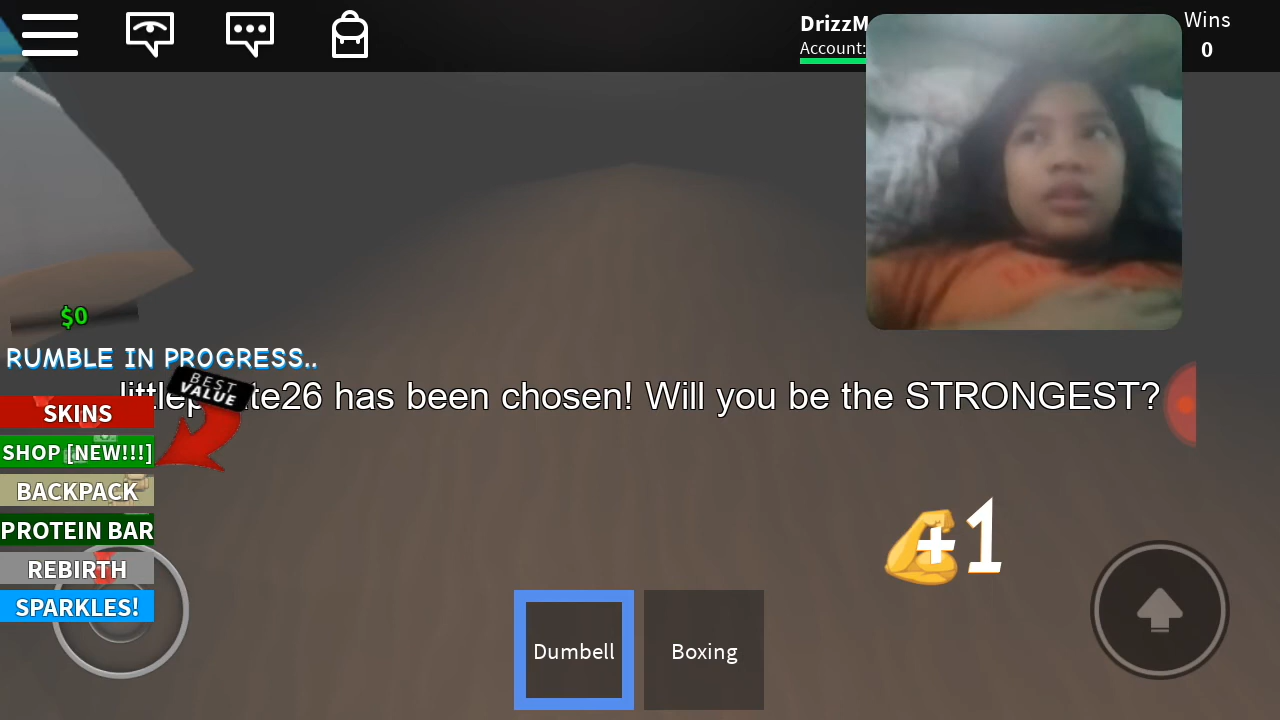 DrizzM
Account:
Wins
0
$0
RUMBLE IN PROGRESS..
BEST
VALUE
has been chosen! Will you be the STRONGEST?
SKINS
SHOP [NEW!!!]
BACKPACK
PROTEIN BAR
REBIRTH
SPARKLES!
+1
Dumbell
Boxing